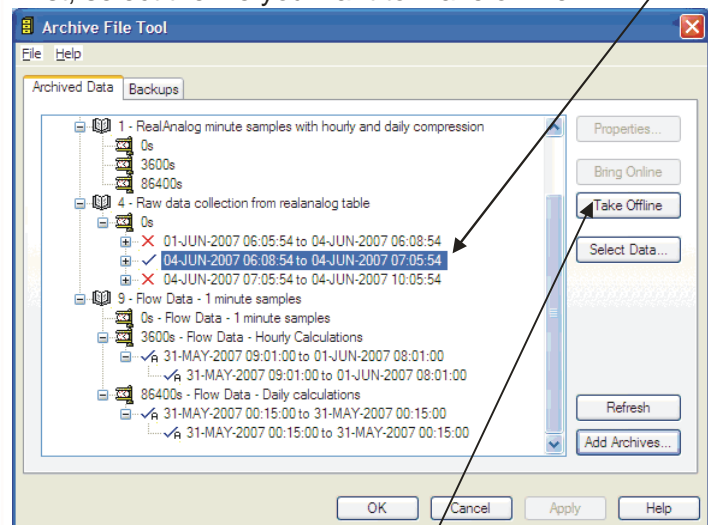 Archive File Tool
File Help
Archived Data Backups
1 - RealAnalog minute samples with hourly and daily compression
0s
3600s
86400s
4 - Raw data collection from realanalog table
0s
01-JUN-2007 06:05:54 to 04-JUN-2007 06:08:54
04-JUN-2007 06:08:54 to 04-JUN-2007 07:05:54
04-JUN-2007 07:05:54 to 04-JUN-2007 10:05:54
9 - Flow Data - 1 minute samples
0s - Flow Data - 1 minute samples
3600s - Flow Data - Hourly Calculations
A 31-MAY-2007 09:01:00 to 01-JUN-2007 08:01:00
A 31-MAY-2007 09:01:00 to 01-JUN-2007 08:01:00
86400s - Flow Data - Daily calculations
A 31-MAY-2007 00:15:00 to 31-MAY-2007 00:15:00
A 31-MAY-2007 00:15:00 to 31-MAY-2007 00:15:00
Properties...
Bring Online
Take Offline
Select Data...
Refresh
Add Archives...
OK Cancel Apply Help